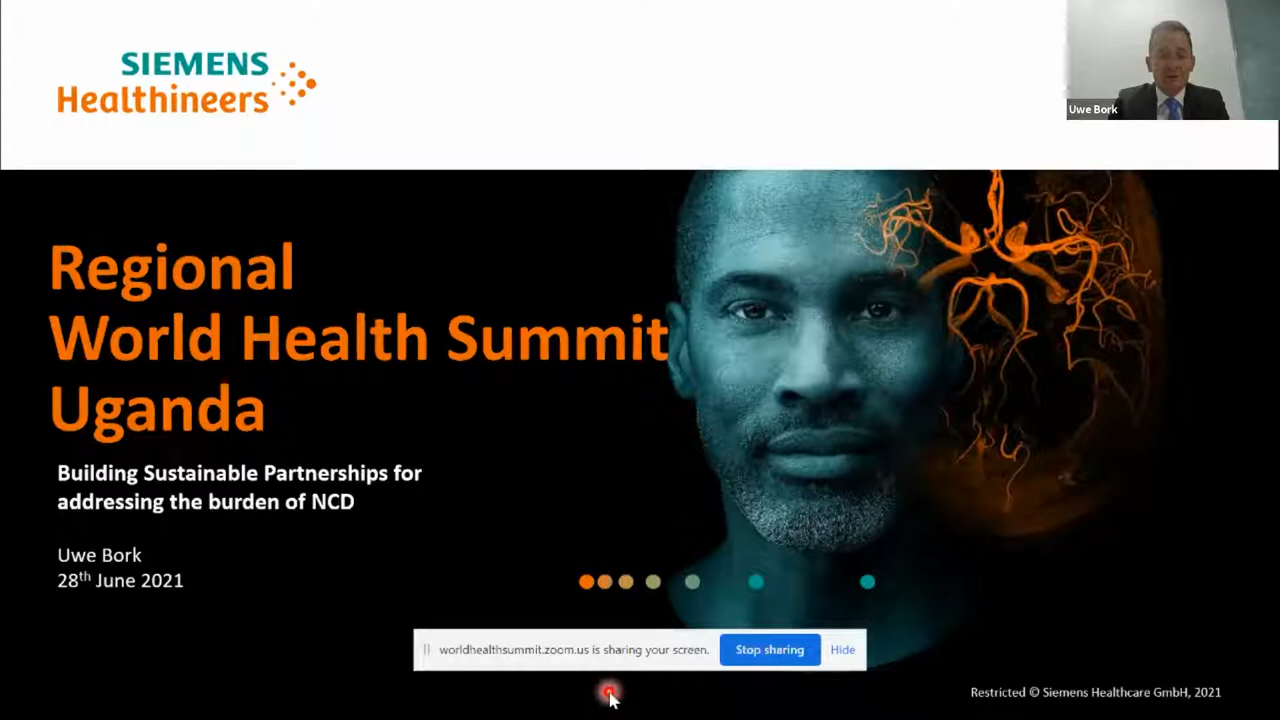 SIEMENS
Healthineers
Uwe Bork
Regional
World Health Summit
Uganda
Building Sustainable Partnerships for
addressing the burden of NCD
Uwe Bork
28th June 2021
worldhealthsummit.zoom.us is sharing your screen.
Stop sharing
Hide
Restricted © Siemens Healthcare GmbH, 2021